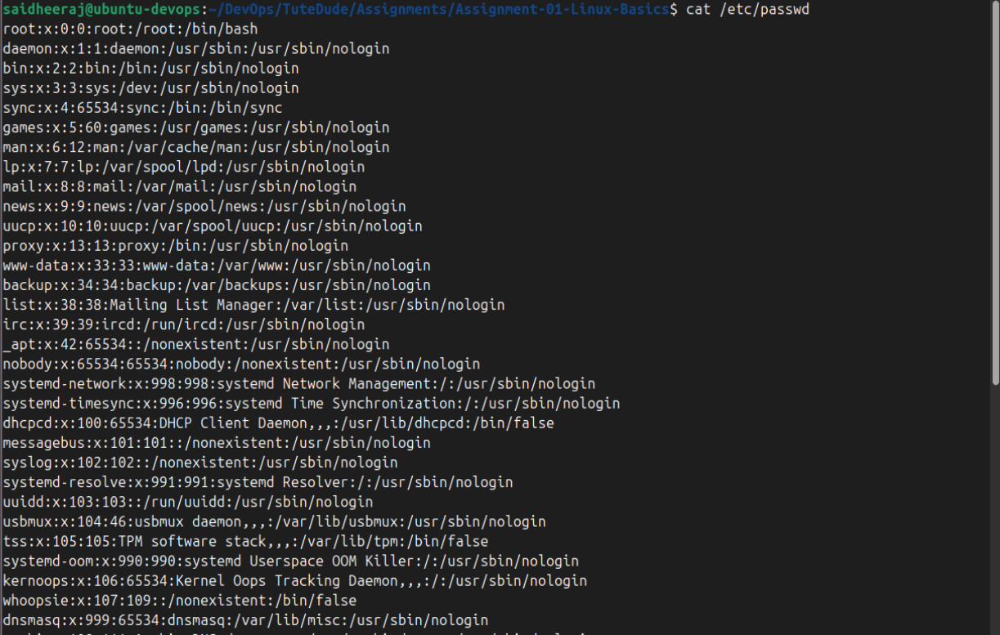 saidheeraj@ubuntu-devops:~/DevOps/TuteDude/Assignments/Assignment-01-Linux-Basics$ cat /etc/passwd
root:x:0:0:root:/root:/bin/bash
daemon:x:1:1:daemon:/usr/sbin:/usr/sbin/nologin
bin:x:2:2:bin:/bin:/usr/sbin/nologin
sys:x:3:3:sys:/dev:/usr/sbin/nologin
sync:x:4:65534:sync:/bin:/bin/sync
games:x:5:60:games:/usr/games:/usr/sbin/nologin
man:x:6:12:man:/var/cache/man:/usr/sbin/nologin
lp:x:7:7:lp:/var/spool/lpd:/usr/sbin/nologin
mail:x:8:8:mail:/var/mail:/usr/sbin/nologin
news:x:9:9:news:/var/spool/news:/usr/sbin/nologin
uucp:x:10:10:uucp:/var/spool/uucp:/usr/sbin/nologin
proxy:x:13:13:proxy:/bin:/usr/sbin/nologin
www-data:x:33:33:www-data:/var/www:/usr/sbin/nologin
backup:x:34:34:backup:/var/backups:/usr/sbin/nologin
list:x:38:38:Mailing List Manager:/var/list:/usr/sbin/nologin
irc:x:39:39:ircd:/run/ircd:/usr/sbin/nologin
_apt:x:42:65534::/nonexistent:/usr/sbin/nologin
nobody:x:65534:65534:nobody:/nonexistent:/usr/sbin/nologin
systemd-network:x:998:998:systemd Network Management:/:/usr/sbin/nologin
systemd-timesync:x:996:996:systemd Time Synchronization:/:/usr/sbin/nologin
dhcpcd:x:100:65534:DHCP Client Daemon,,,:/usr/lib/dhcpcd:/bin/false
messagebus:x:101:101::/nonexistent:/usr/sbin/nologin
syslog:x:102:102::/nonexistent:/usr/sbin/nologin
systemd-resolve:x:991:991:systemd Resolver:/:/usr/sbin/nologin
uuidd:x:103:103::/run/uuidd:/usr/sbin/nologin
usbmux:x:104:46:usbmux daemon,,,:/var/lib/usbmux:/usr/sbin/nologin
tss:x:105:105:TPM software stack,,,:/var/lib/tpm:/bin/false
systemd-oom:x:990:990:systemd Userspace OOM Killer:/:/usr/sbin/nologin
kernoops:x:106:65534:Kernel Oops Tracking Daemon,,,:/:/usr/sbin/nologin
whoopsie:x:107:109::/nonexistent:/bin/false
dnsmasq:x:999:65534:dnsmasq:/var/lib/misc:/usr/sbin/nologin